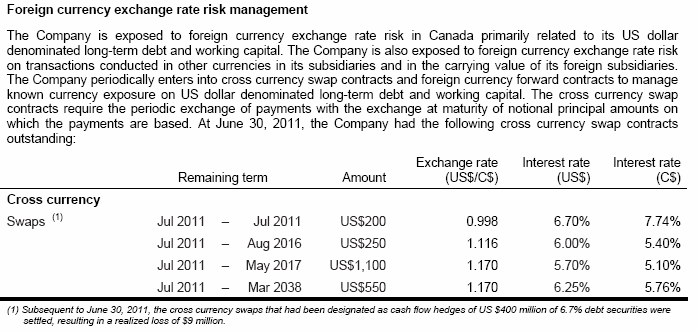 Foreign currency exchange rate risk management
The Company is exposed to foreign currency exchange rate risk in Canada primarily related to its US dollar
denominated long-term debt and working capital. The Company is also exposed to foreign currency exchange rate risk
on transactions conducted in other currencies in its subsidiaries and in the carrying value of its foreign subsidiaries.
The Company periodically enters into cross currency swap contracts and foreign currency forward contracts to manage
known currency exposure on US dollar denominated long-term debt and working capital. The cross currency swap
contracts require the periodic exchange of payments with the exchange at maturity of notional principal amounts on
which the payments are based. At June 30, 2011, the Company had the following cross currency swap contracts
outstanding:
Remaining term Amount Exchange rate (US$/C$) Interest rate (US$) Interest rate (C$)
Cross currency
Swaps (1) Jul 2011 – Jul 2011 US$200 0.998 6.70% 7.74%
Jul 2011 – Aug 2016 US$250 1.116 6.00% 5.40%
Jul 2011 – May 2017 US$1,100 1.170 5.70% 5.10%
Jul 2011 – Mar 2038 US$550 1.170 6.25% 5.76%
(1) Subsequent to June 30, 2011, the cross currency swaps that had been designated as cash flow hedges of US $400 million of 6.7% debt securities were
settled, resulting in a realized loss of $9 million.